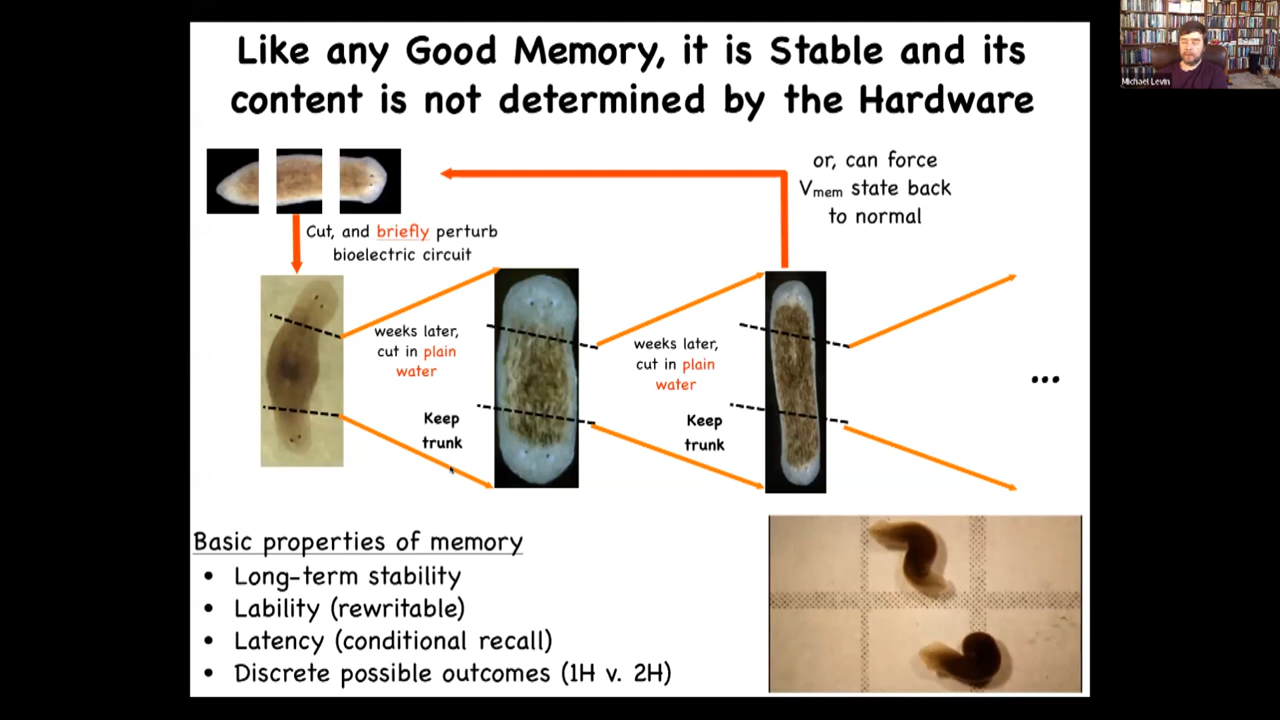 Like any Good Memory, it is Stable and its
content is not determined by the Hardware
Michael Levin
or, can force
Vmem state back
to normal
Cut, and briefly perturb
bioelectric circuit
weeks later,
cut in plain
water
Keep
trunk
weeks later,
cut in plain
water
Keep
trunk
...
Basic properties of memory
• Long-term stability
• Lability (rewritable)
• Latency (conditional recall)
• Discrete possible outcomes (1H v. 2H)